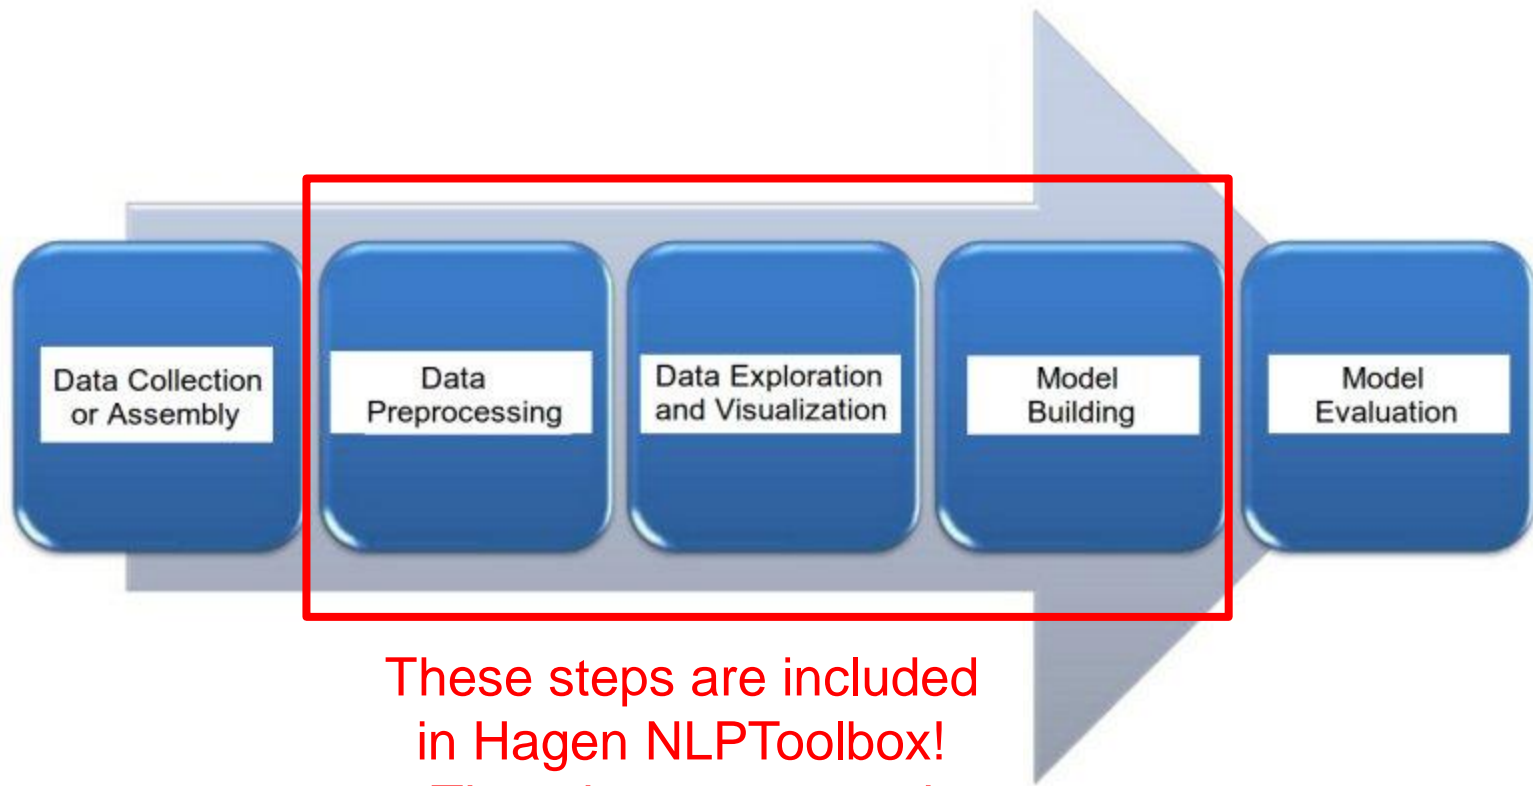 Data Collection
or Assembly
Data
Preprocessing
Data Exploration
and Visualization
Model
Building
Model
Evaluation
These steps are included
in Hagen NLPToolbox!